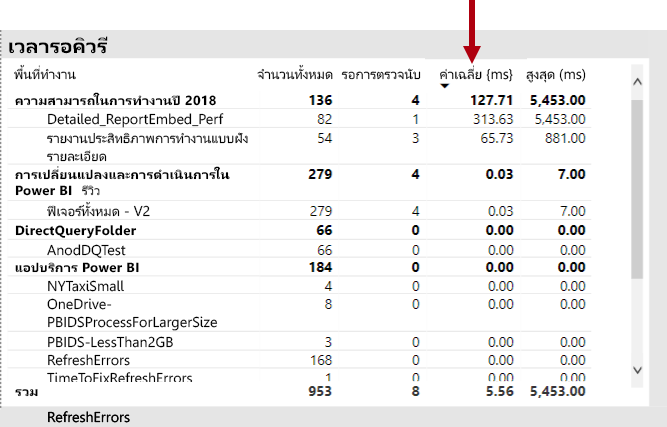 เวลารอคิวรี
พื้นที่ทำงาน จำนวนทั้งหมด รอการตรวจนับ ค่าเฉลี่ย {ms} สูงสุด (ms)
ความสามารถในการทำงานปี 2018 136 4 127.71 5,453.00
Detailed_ReportEmbed_Perf 82 1 313.63 5,453.00
รายงานประสิทธิภาพการทำงานแบบฝัง 54 3 65.73 881.00
รายละเอียด
การเปลี่ยนแปลงและการดำเนินการใน 279 4 0.03 7.00
Power BI รีวิว
ฟีเจอร์ทั้งหมด - V2 279 4 0.03 7.00
DirectQueryFolder 66 0 0.00 0.00
AnodDQTest 66 0 0.00 0.00
แอปบริการ Power BI 184 0 0.00 0.00
NYTaxiSmall 4 0 0.00 0.00
OneDrive- 8 0 0.00 0.00
PBIDSProcessForLargerSize
PBIDS-LessThan2GB 3 0 0.00 0.00
RefreshErrors 168 0 0.00 0.00
TimeToFixRefreshErrors 1 0 0.00 0.00
รวม 953 8 5.56 5,453.00
RefreshErrors